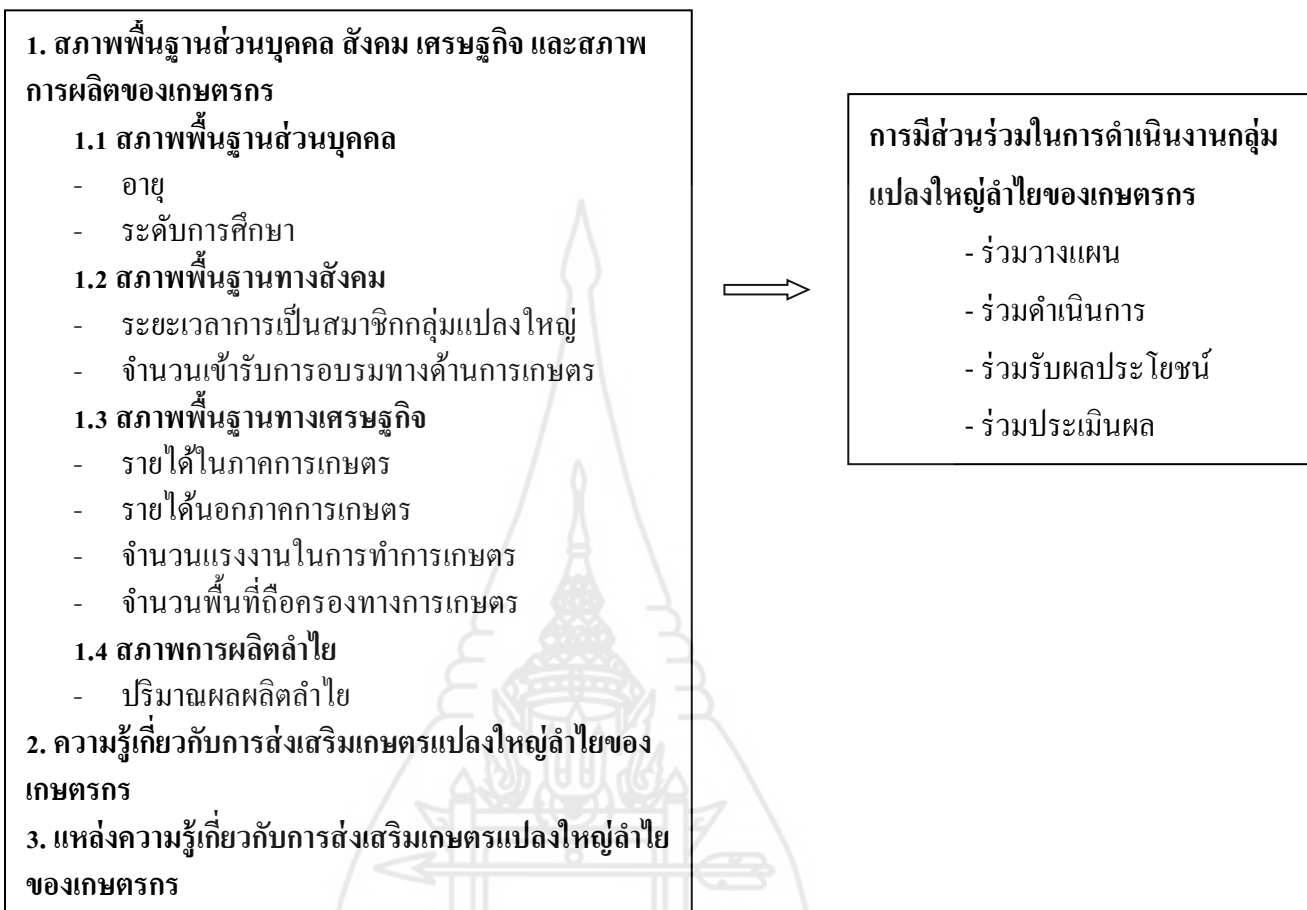 1. สภาพพื้นฐานส่วนบุคคล สังคม เศรษฐกิจ และสภาพ
การผลิตของเกษตรกร
1.1 สภาพพื้นฐานส่วนบุคคล
- อายุ
- ระดับการศึกษา
1.2 สภาพพื้นฐานทางสังคม
- ระยะเวลาการเป็นสมาชิกกลุ่มแปลงใหญ่
- จำนวนเข้ารับการอบรมทางด้านการเกษตร
1.3 สภาพพื้นฐานทางเศรษฐกิจ
- รายได้ในภาคการเกษตร
- รายได้นอกภาคการเกษตร
- จำนวนแรงงานในการทำการเกษตร
- จำนวนพื้นที่ถือครองทางการเกษตร
1.4 สภาพการผลิตลำไย
- ปริมาณผลผลิตลำไย
2. ความรู้เกี่ยวกับการส่งเสริมเกษตรแปลงใหญ่ลำไยของ
เกษตรกร
3. แหล่งความรู้เกี่ยวกับการส่งเสริมเกษตรแปลงใหญ่ลำไย
ของเกษตรกร
การมีส่วนร่วมในการดำเนินงานกลุ่ม
แปลงใหญ่ลำไยของเกษตรกร
- ร่วมวางแผน
- ร่วมดำเนินการ
- ร่วมรับผลประโยชน์
- ร่วมประเมินผล